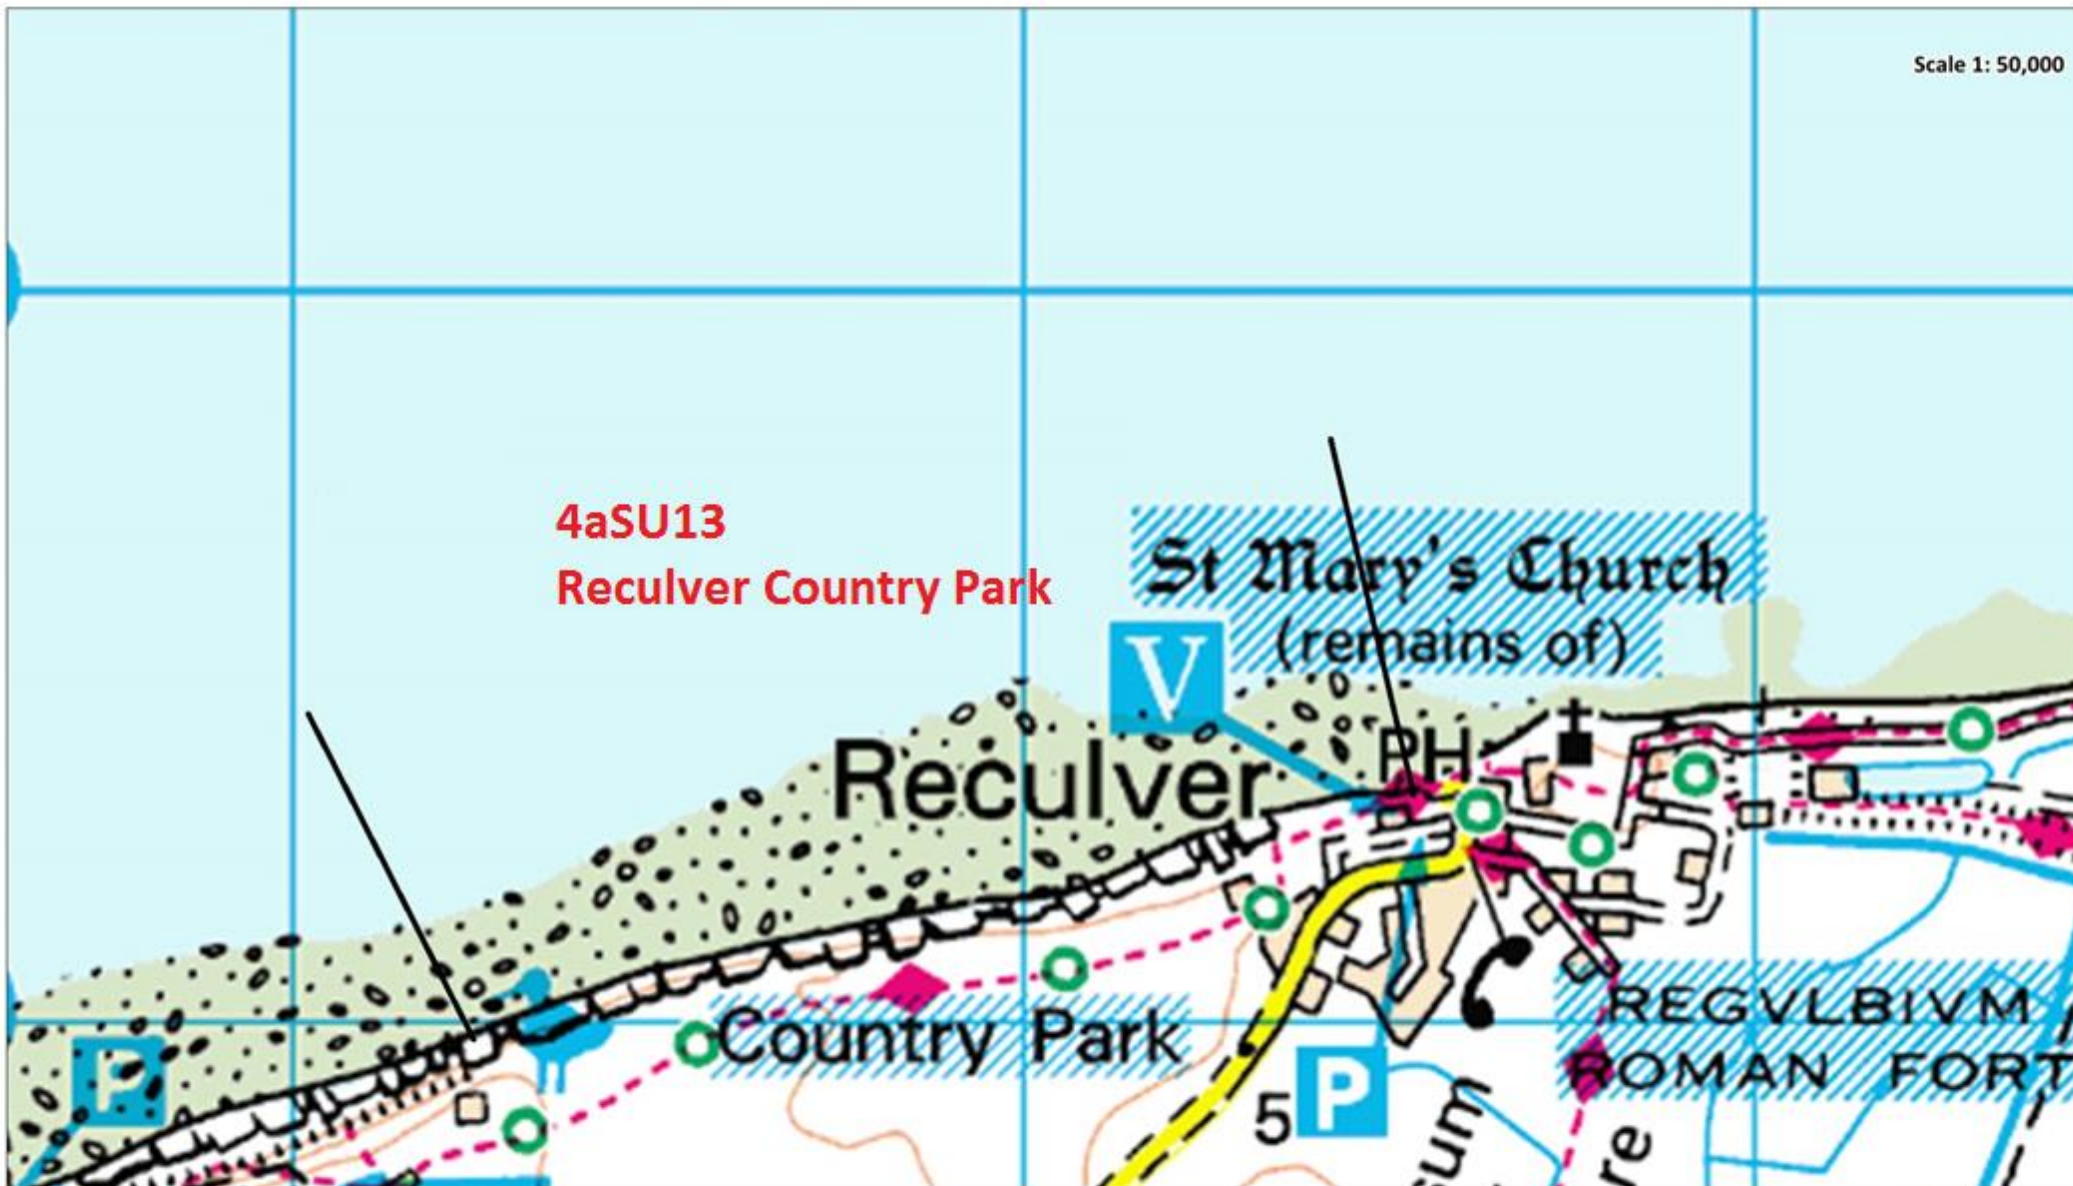 Scale 1: 50,000
4aSU13
Reculver Country Park
St Mary's Church
(remains of)
V
PH
Reculver
Country Park
REGVLBIVM
ROMAN FORT
P
P
5